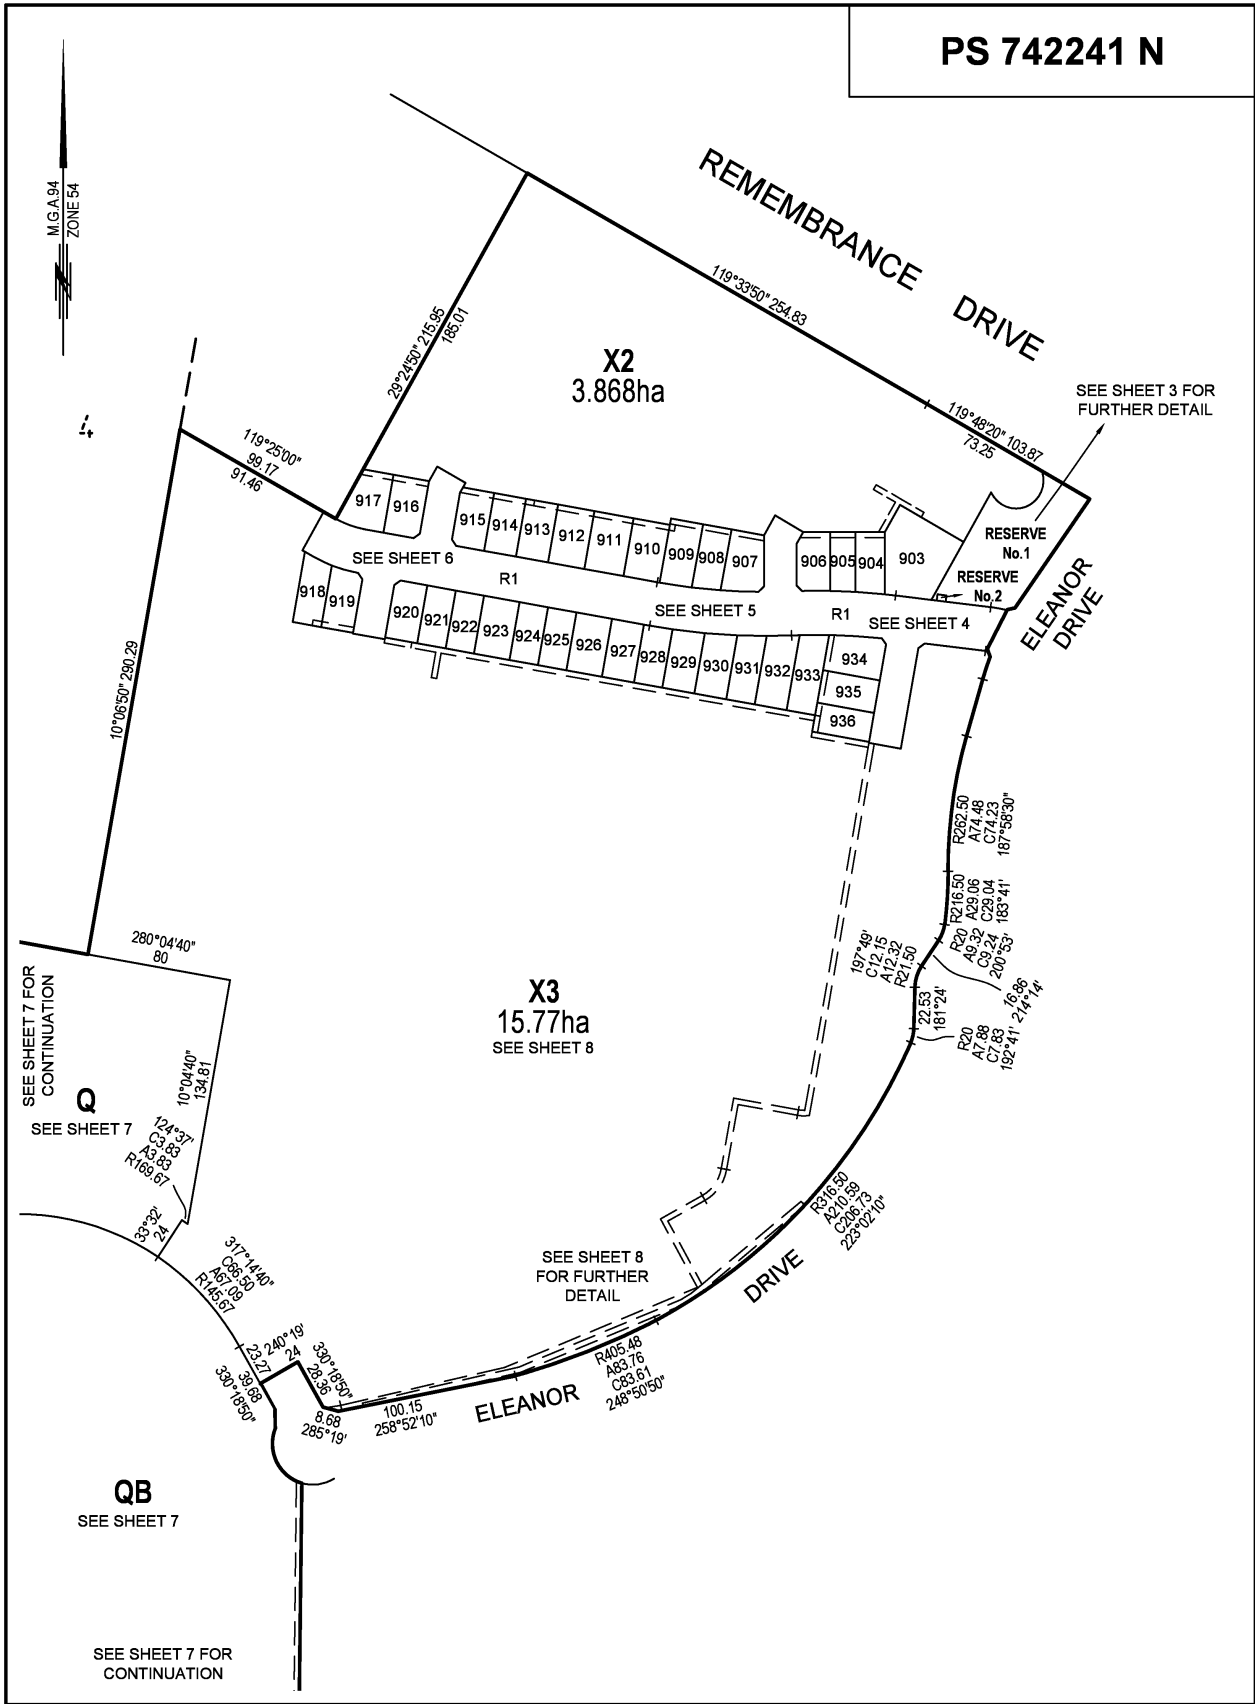 PS 742241 N
M.G.A.94
ZONE 54
REMEMBRANCE DRIVE
119°33'50" 254.83
29°24'50" 215.95
185.01
X2
3.868ha
SEE SHEET 3 FOR
FURTHER DETAIL
119°48'20" 103.87
73.25
119°25'00"
99.17
91.46
917
916
915
914
913
912
911
910
909
908
907
906
905
904
903
RESERVE
No.1
RESERVE
No.2
ELEANOR
DRIVE
SEE SHEET 6
R1
SEE SHEET 5
R1
SEE SHEET 4
918
919
920
921
922
923
924
925
926
927
928
929
930
931
932
933
934
935
936
10°06'50" 290.29
R262.50
A74.48
C74.23
187°58'30"
R216.50
A29.06
C29.04
183°41'
R20
A9.32
C9.24
200°53'
197°49'
C12.15
A12.32
R21.50
16.86
214°14'
22.53
181°24'
R20
A7.88
C7.83
192°41'
280°04'40"
80
SEE SHEET 7 FOR
CONTINUATION
X3
15.77ha
SEE SHEET 8
10°04'40"
134.81
Q
SEE SHEET 7
124°37'
C3.83
A3.83
R169.67
33°32'
24
317°14'40"
C66.50
A67.09
R145.67
R316.50
A210.59
C206.73
223°02'10"
SEE SHEET 8
FOR FURTHER
DETAIL
DRIVE
23.27
240°19'
24
330°18'50"
28.36
39.68
330°18'50"
8.68
285°19'
100.15
258°52'10"
ELEANOR
R405.48
A83.76
C83.61
248°50'50"
QB
SEE SHEET 7
SEE SHEET 7 FOR
CONTINUATION